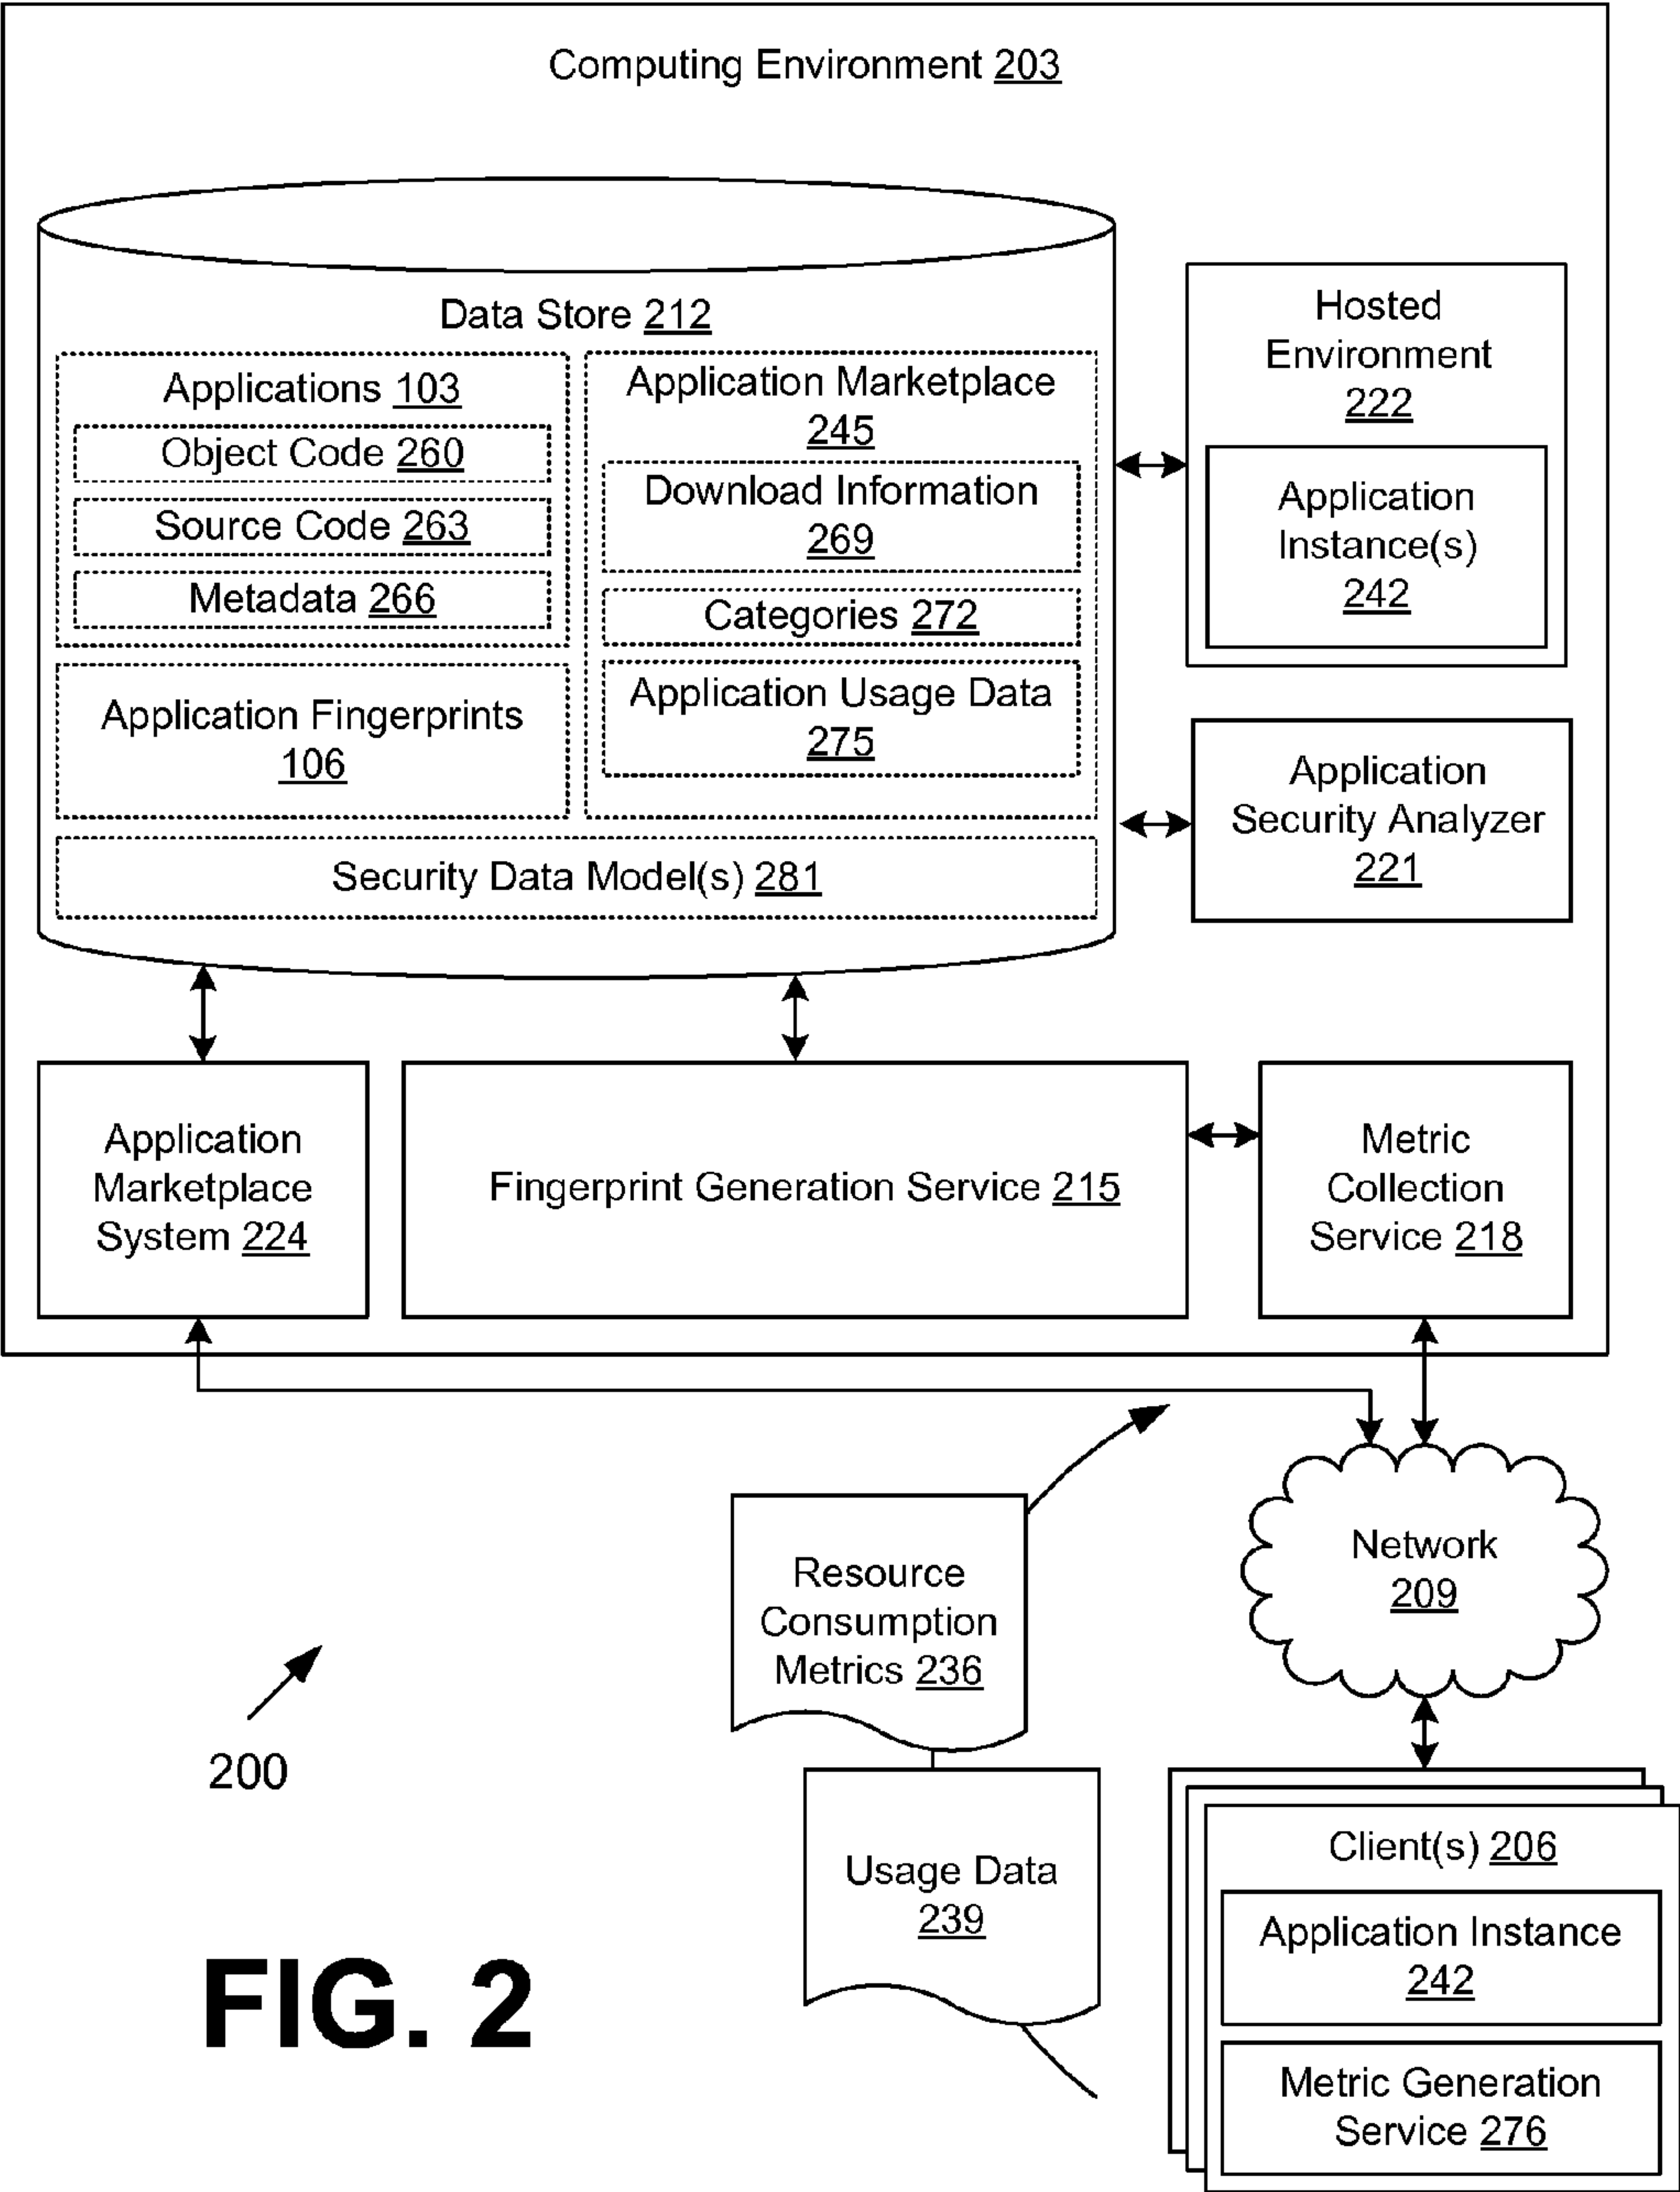 Computing Environment 203
Data Store 212
Applications 103
Object Code 260
Source Code 263
Metadata 266
Application Fingerprints
106
Application Marketplace
245
Download Information
269
Categories 272
Application Usage Data
275
Security Data Model(s) 281
Hosted
Environment
222
Application
Instance(s)
242
Application
Security Analyzer
221
Application
Marketplace
System 224
Fingerprint Generation Service 215
Metric
Collection
Service 218
Resource
Consumption
Metrics 236
Network
209
200
Usage Data
239
Client(s) 206
Application Instance
242
Metric Generation
Service 276
FIG. 2